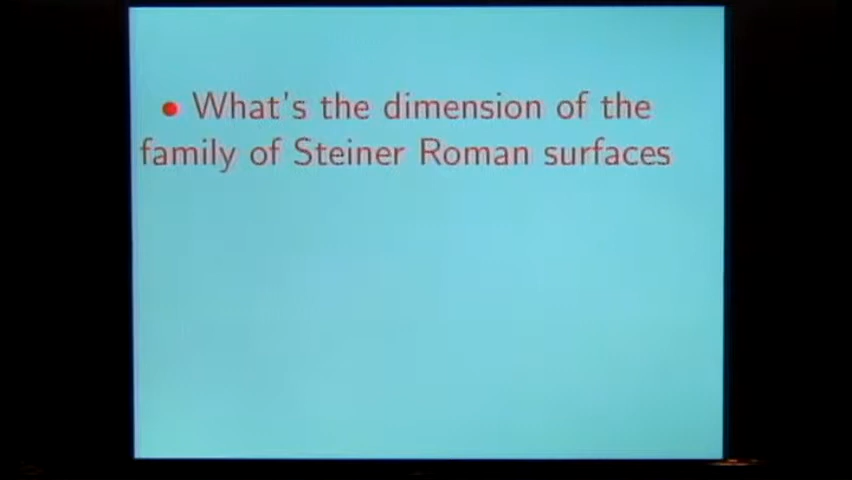 • What's the dimension of the
family of Steiner Roman surfaces